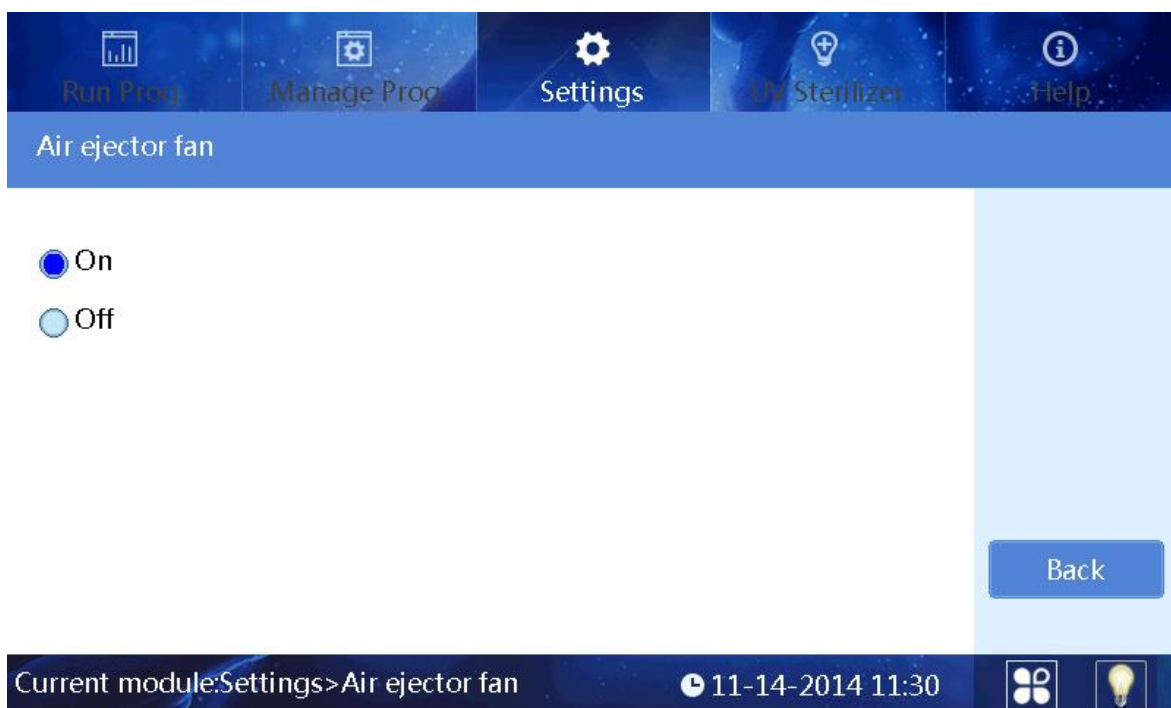 Run Prog.
Manage Prog.
Settings
UV Sterilizer
Help
Air ejector fan
On
Off
Back
Current module:Settings>Air ejector fan
11-14-2014 11:30